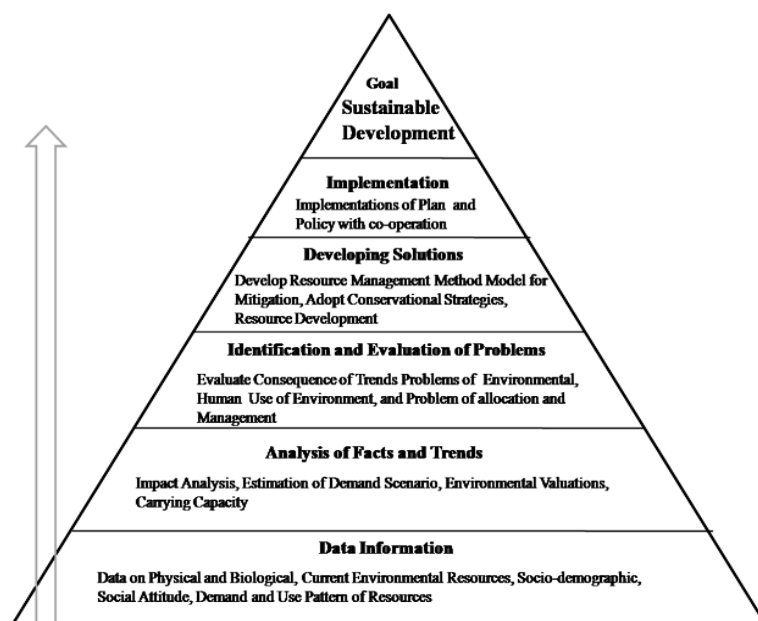 Goal
Sustainable
Development
Implementation
Implementations of Plan and
Policy with co-operation
Developing Solutions
Develop Resource Management Method Model for
Mitigation, Adopt Conservational Strategies,
Resource Development
Identification and Evaluation of Problems
Evaluate Consequence of Trends Problems of Environmental,
Human Use of Environment, and Problem of allocation and
Management
Analysis of Facts and Trends
Impact Analysis, Estimation of Demand Scenario, Environmental Valuations,
Carrying Capacity
Data Information
Data on Physical and Biological, Current Environmental Resources, Socio-demographic,
Social Attitude, Demand and Use Pattern of Resources